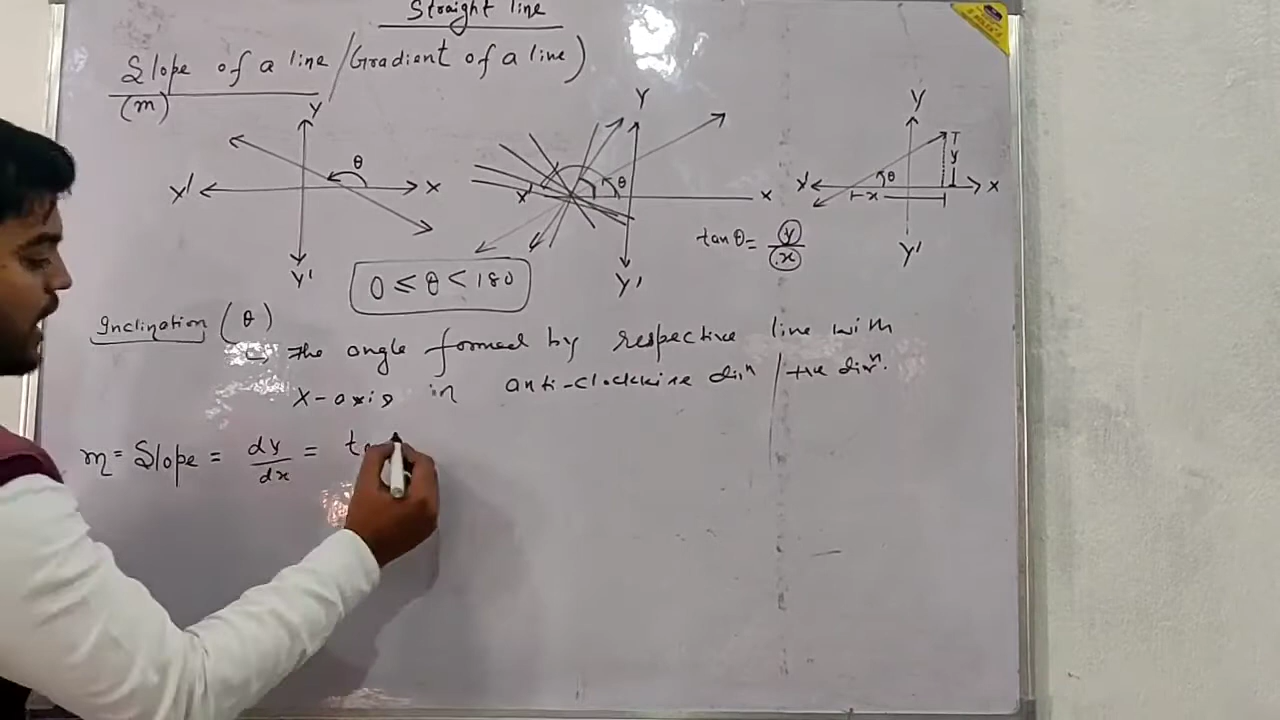 Straight line
Slope of a line / Gradient of a line)
(m)
Y
θ
X' X
Y'
Y
θ
X' X
Y'
Y
T
θ y
X' x X
Y'
tan θ = y/x
0 ≤ θ < 180
Inclination (θ)
↳ The angle formed by respective line with
X-axis in anti-clockwise dirⁿ / +ve dirⁿ.
m = Slope = dy/dx =